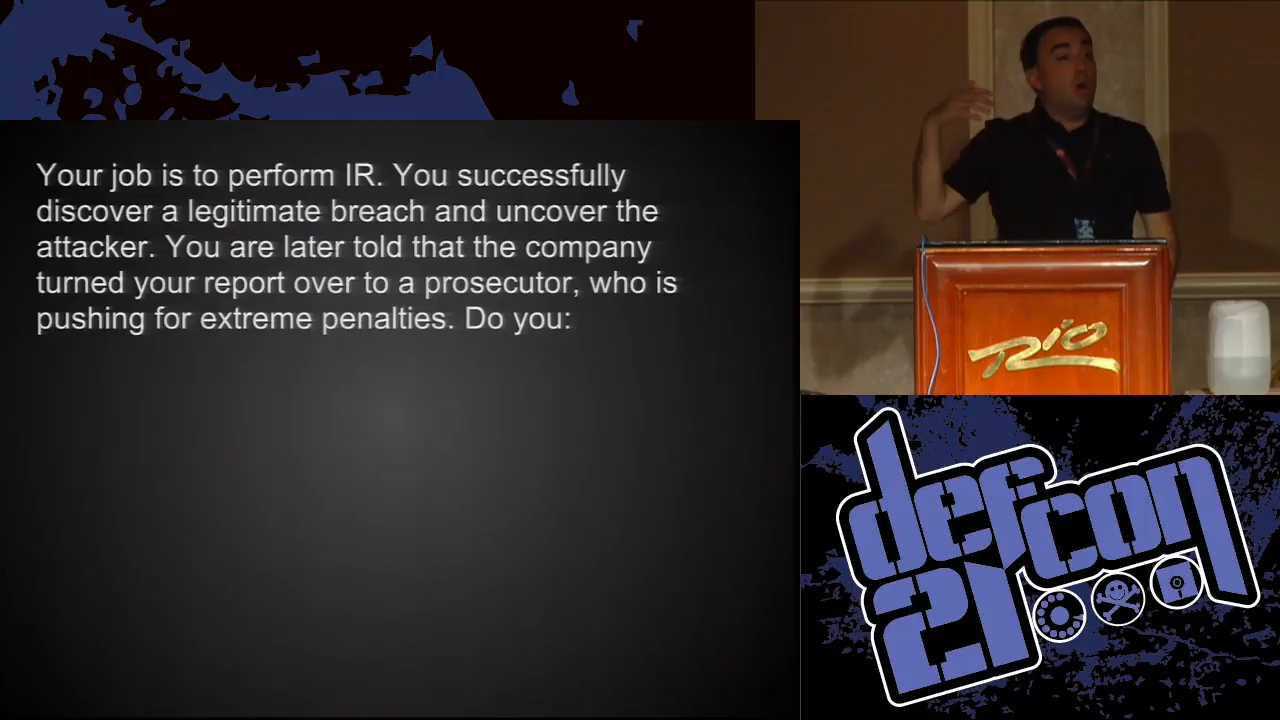 Your job is to perform IR. You successfully
discover a legitimate breach and uncover the
attacker. You are later told that the company
turned your report over to a prosecutor, who is
pushing for extreme penalties. Do you:
Rio
defcon
21